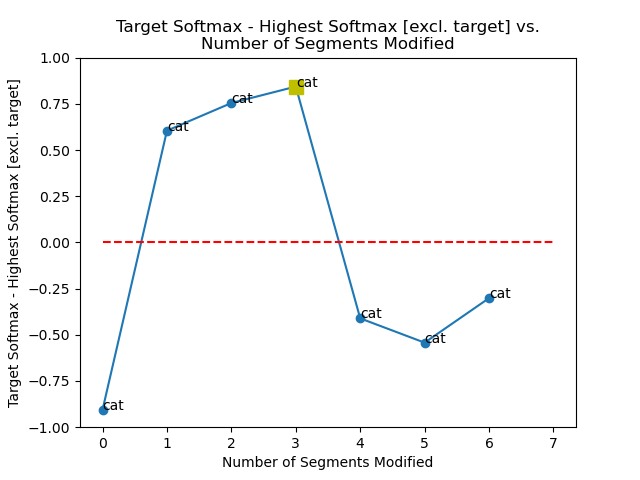 Target Softmax - Highest Softmax [excl. target] vs.
Number of Segments Modified
Target Softmax - Highest Softmax [excl. target]
1.00
0.75
0.50
0.25
0.00
−0.25
−0.50
−0.75
−1.00
cat
cat
cat
cat
cat
cat
cat
0 1 2 3 4 5 6 7
Number of Segments Modified